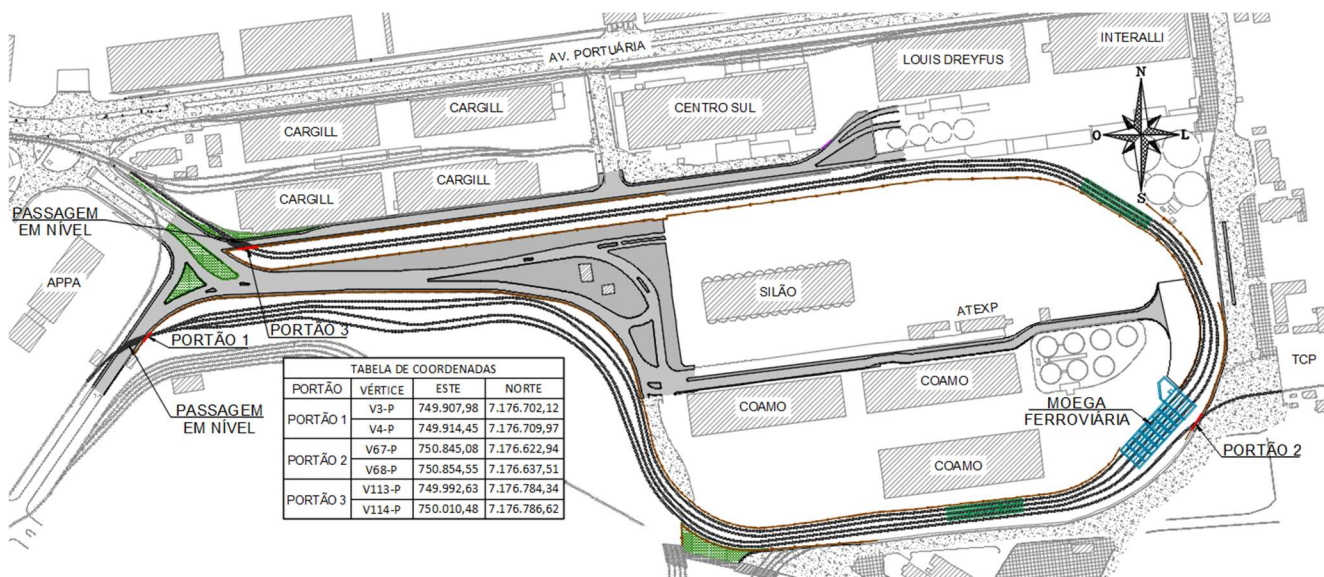 INTERALLI
AV. PORTUÁRIA
LOUIS DREYFUS
N
CARGILL
CENTRO SUL
CARGILL
O
L
CARGILL
CARGILL
S
PASSAGEM
EM NÍVEL
APPA
SILÃO
PORTÃO 3
ATEXP
PORTÃO 1
TCP
PASSAGEM
EM NÍVEL
COAMO
COAMO
MOEGA
FERROVIÁRIA
PORTÃO 2
COAMO
TABELA DE COORDENADAS
PORTÃO VÉRTICE ESTE NORTE
PORTÃO 1 V3-P 749.907,98 7.176.702,12
V4-P 749.914,45 7.176.709,97
PORTÃO 2 V67-P 750.845,08 7.176.622,94
V68-P 750.854,55 7.176.637,51
PORTÃO 3 V113-P 749.992,63 7.176.784,34
V114-P 750.010,48 7.176.786,62